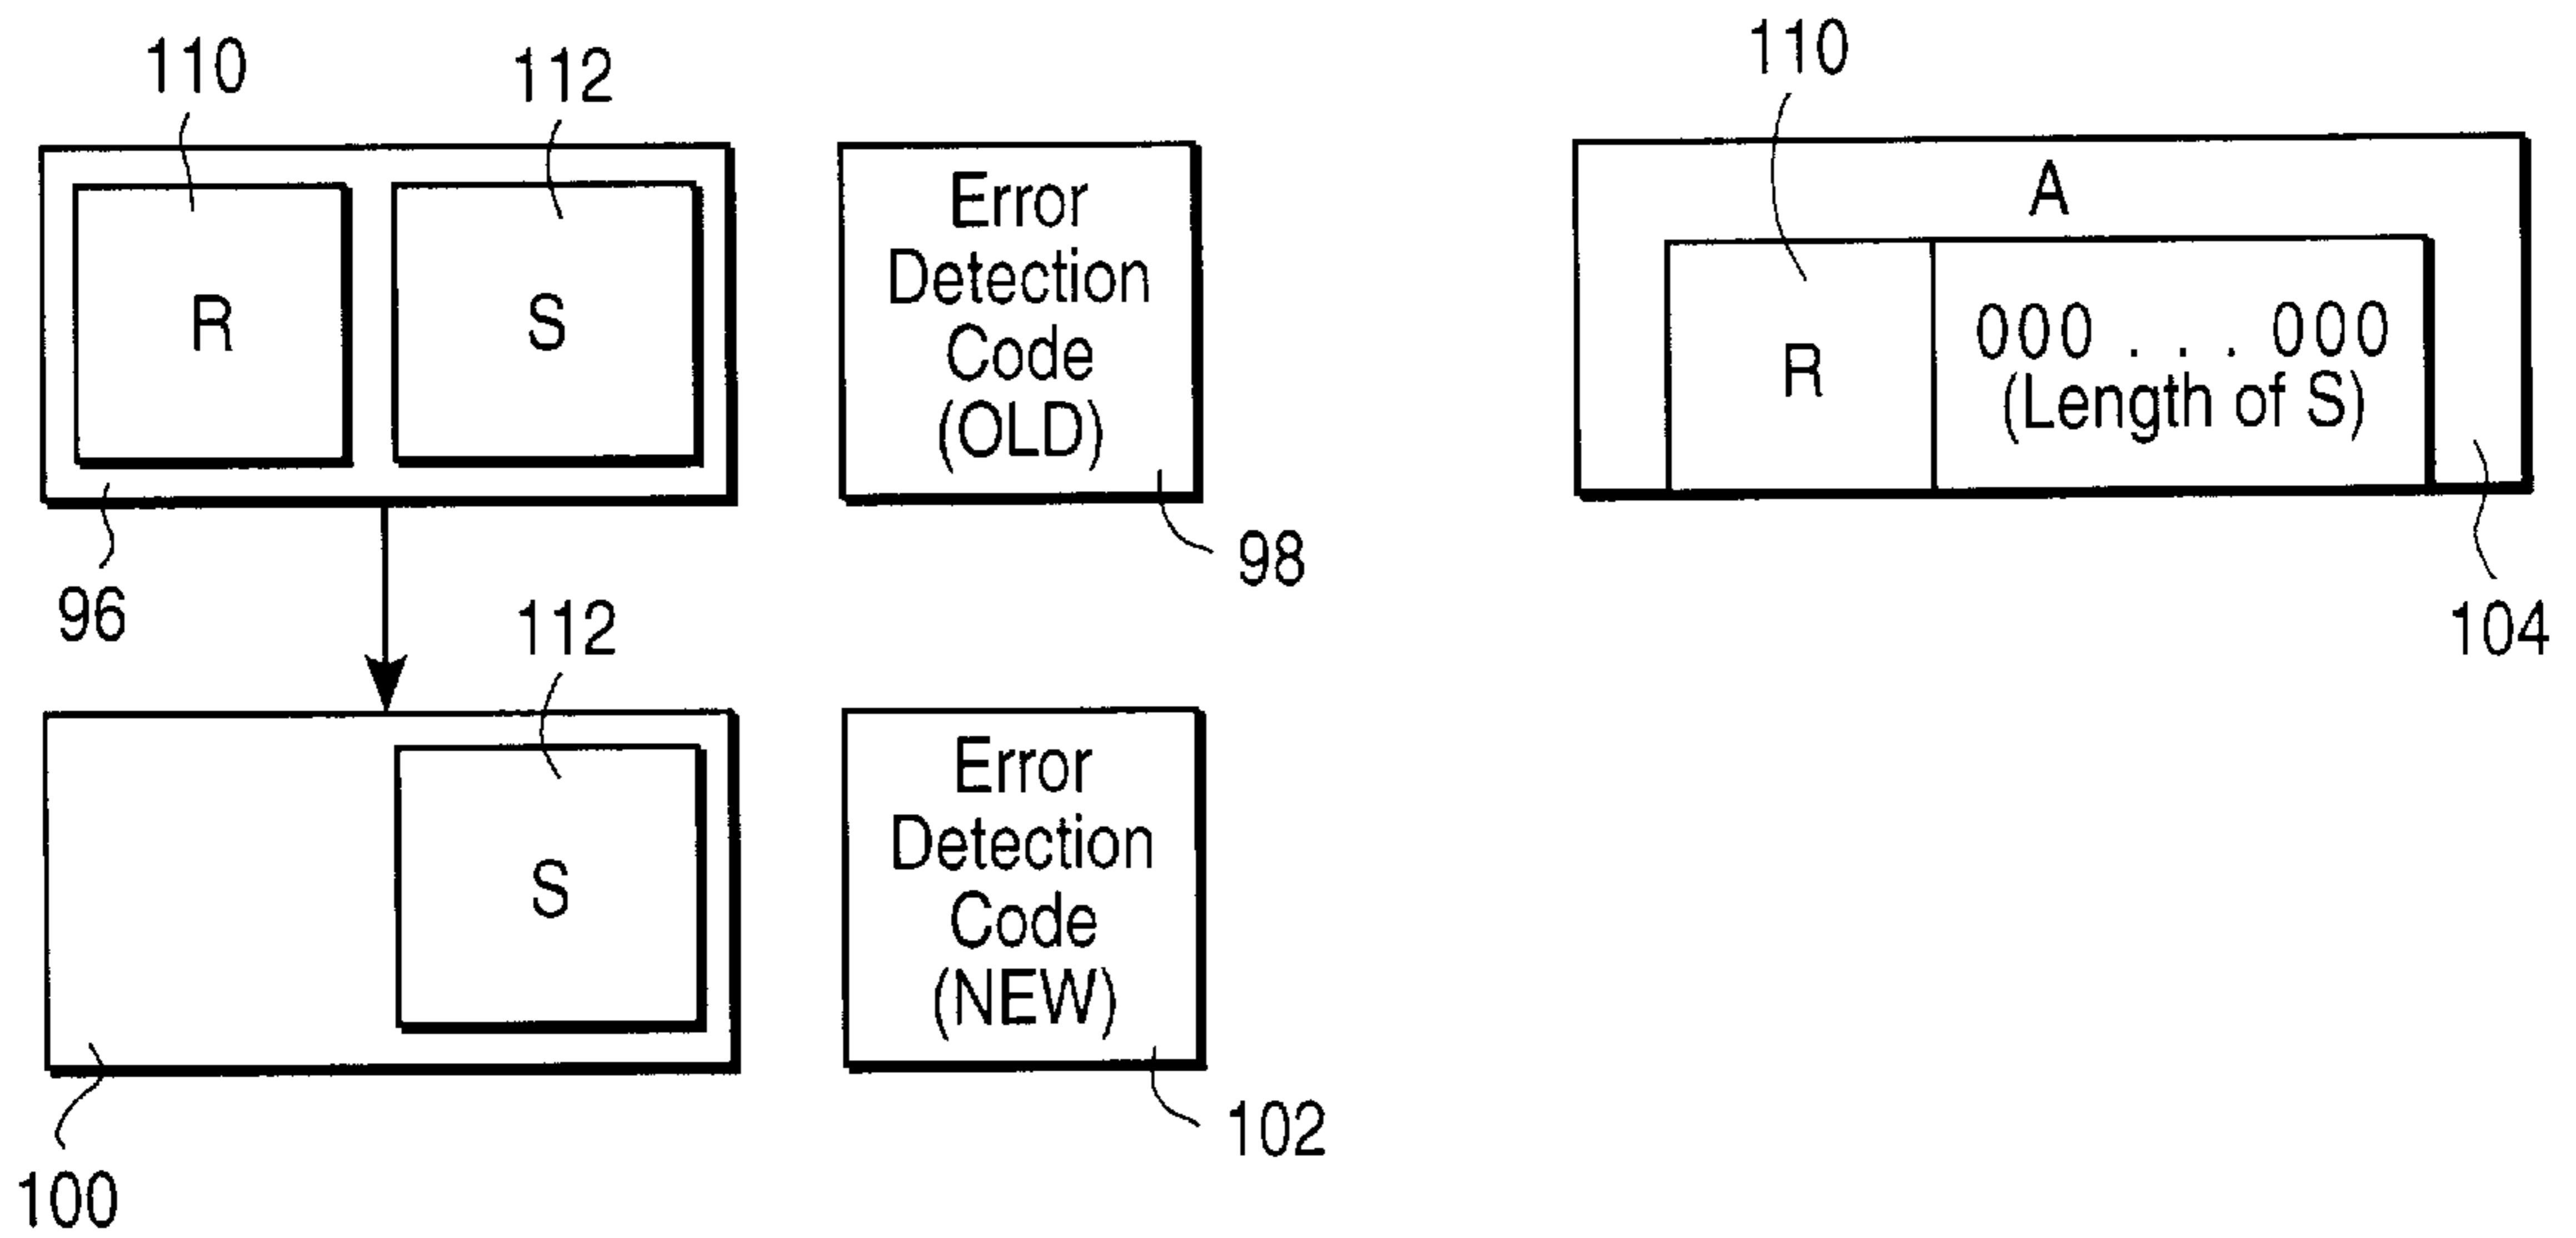 110
112
110
R
S
Error
Detection
Code
(OLD)
A
R
000 . . . 000
(Length of S)
96
98
104
112
S
Error
Detection
Code
(NEW)
100
102